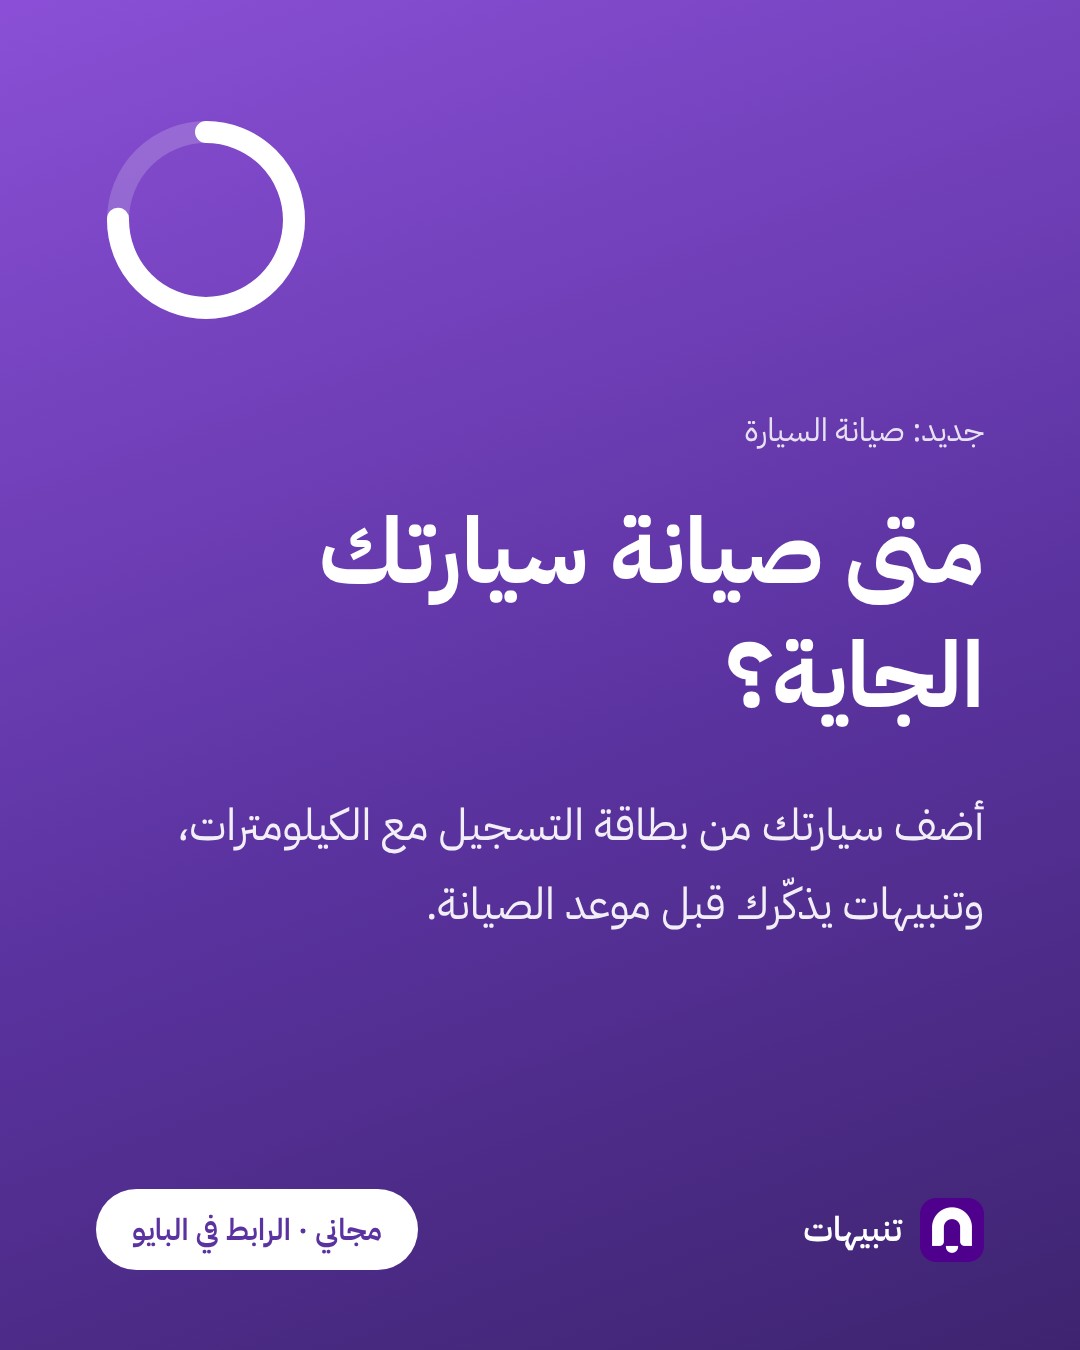 جديد: صيانة السيارة
متى صيانة سيارتك
الجاية؟
أضف سيارتك من بطاقة التسجيل مع الكيلومترات،
وتنبيهات يذكّرك قبل موعد الصيانة.
تنبيهات
مجاني · الرابط في البايو